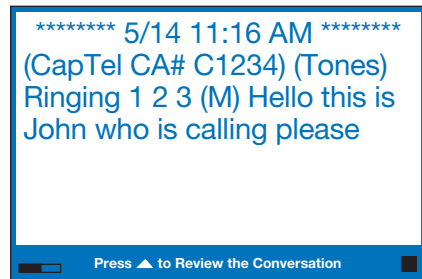 ******** 5/14 11:16 AM ********
(CapTel CA# C1234) (Tones)
Ringing 1 2 3 (M) Hello this is
John who is calling please
Press ▲ to Review the Conversation